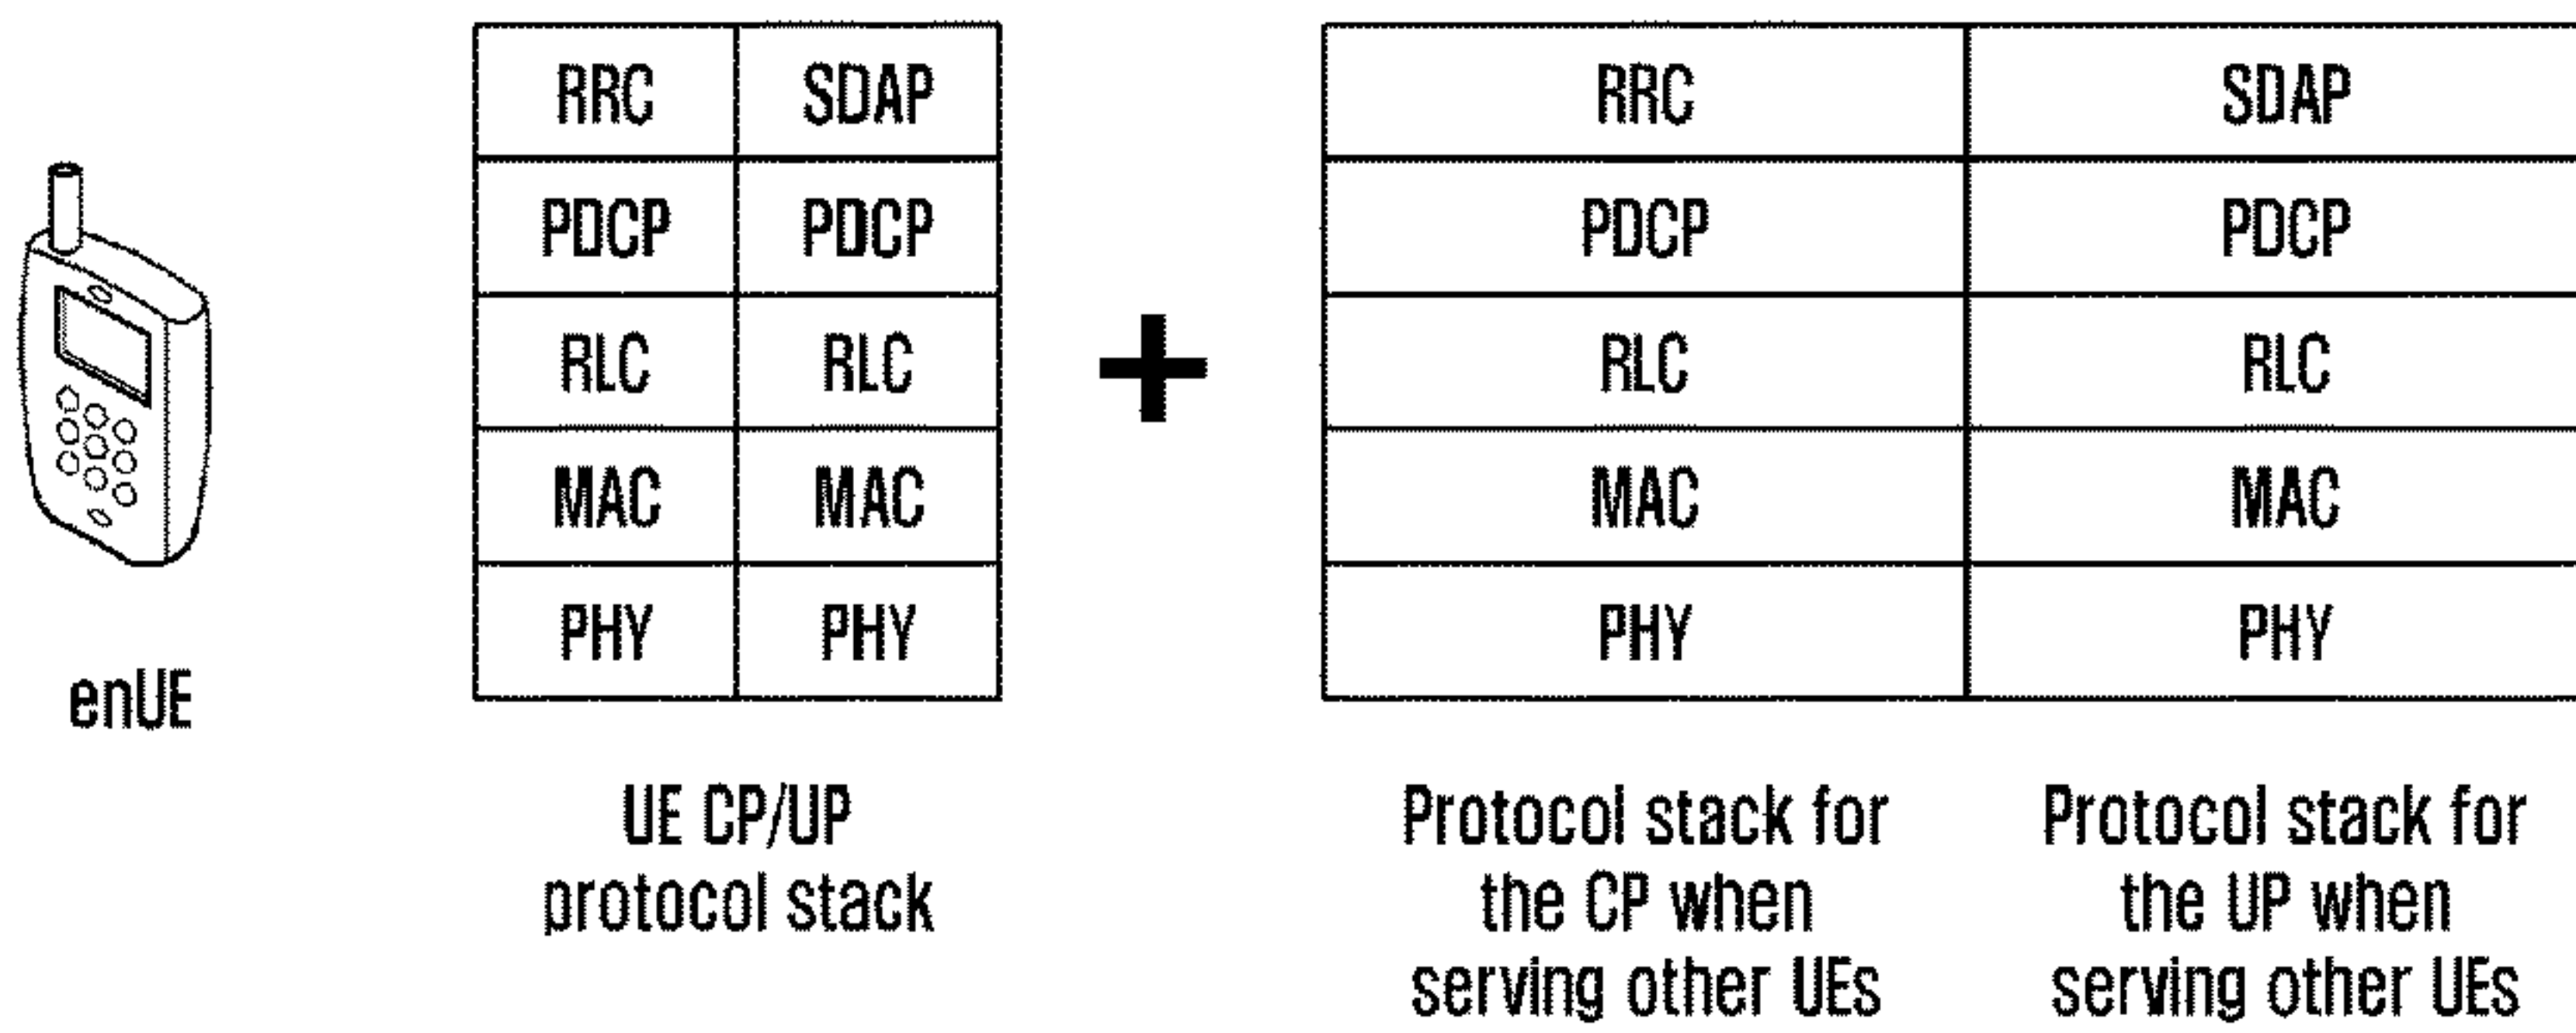 RRC SDAP RRC SDAP
PDCP PDCP PDCP PDCP
RLC RLC + RLC RLC
MAC MAC MAC MAC
PHY PHY PHY PHY
enUE
UE CP/UP
protocol stack
Protocol stack for
the CP when
serving other UEs
Protocol stack for
the UP when
serving other UEs